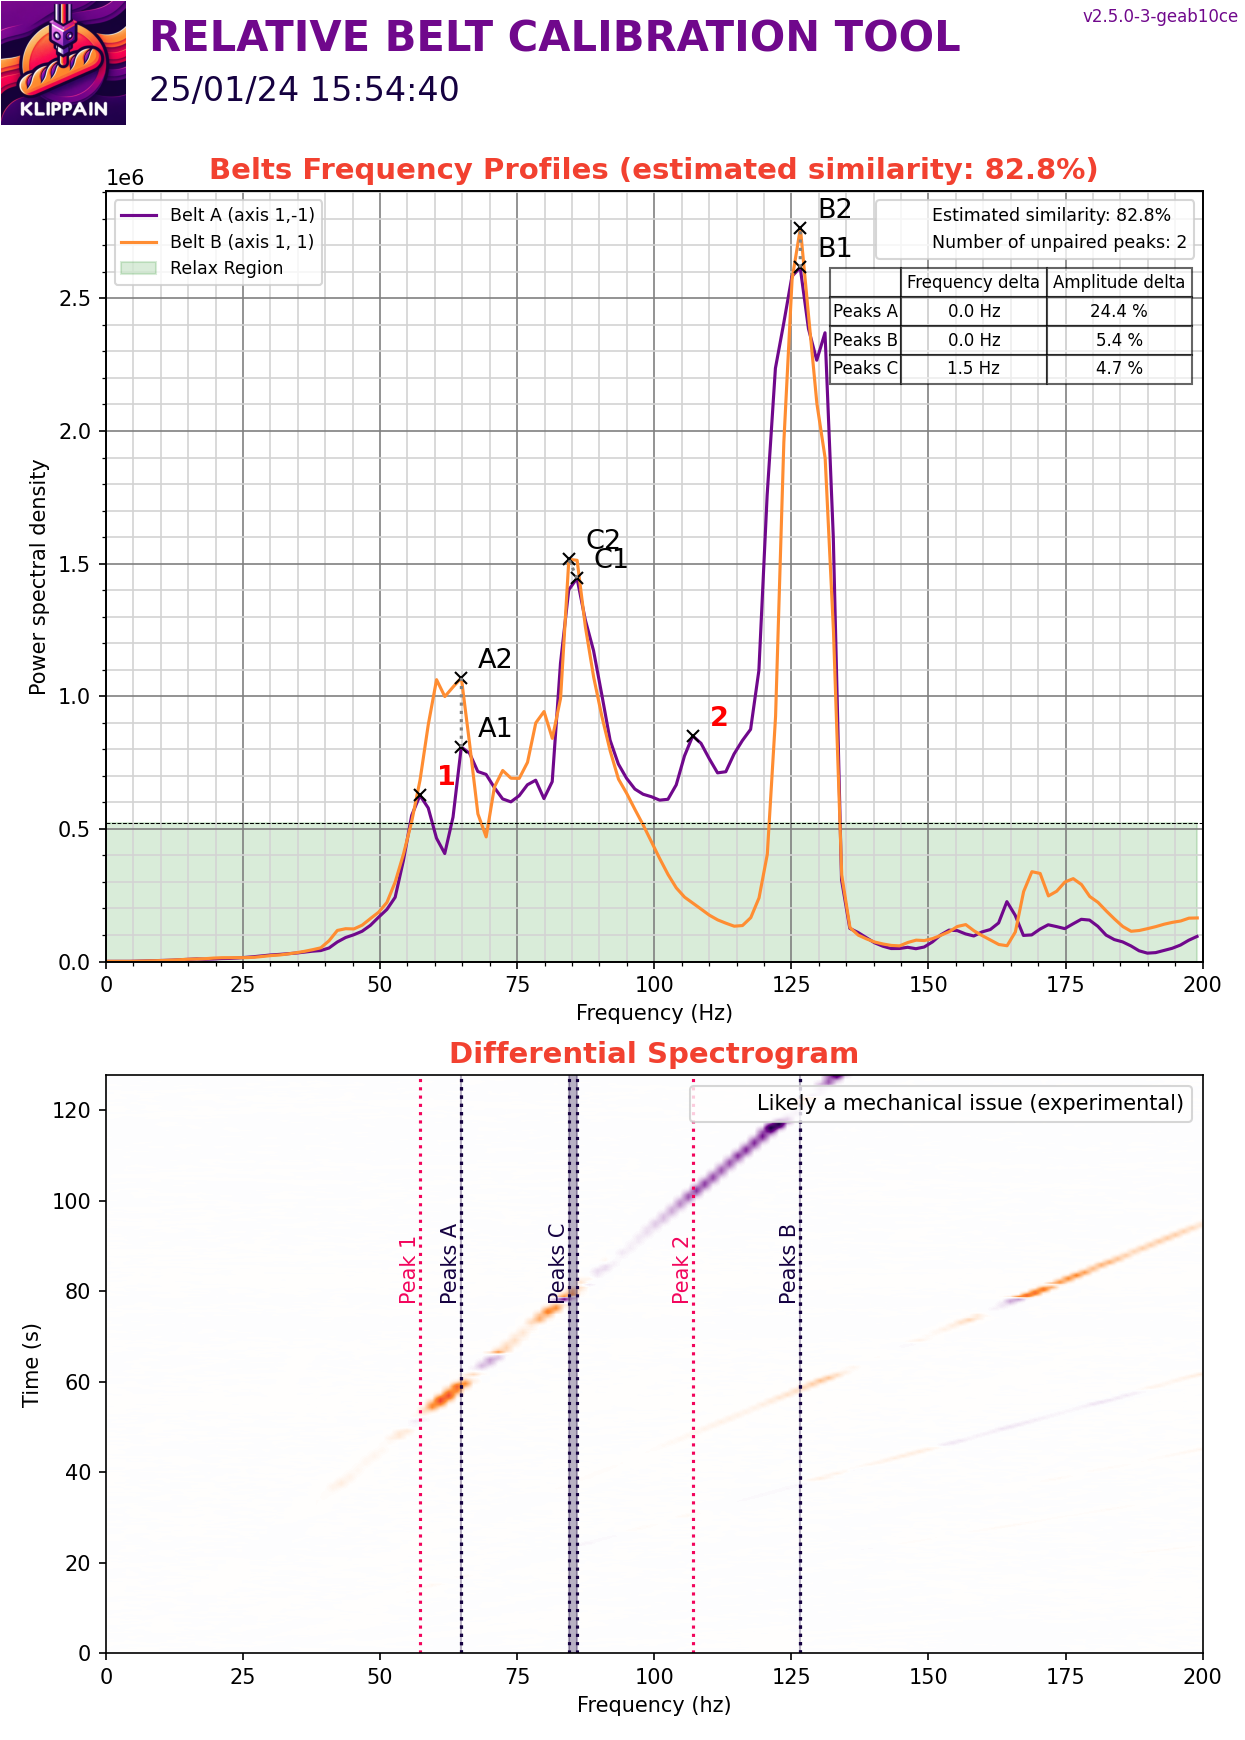 KLIPPAIN
RELATIVE BELT CALIBRATION TOOL
25/01/24 15:54:40
v2.5.0-3-geab10ce
Belts Frequency Profiles (estimated similarity: 82.8%)
1e6
Belt A (axis 1,-1)
Belt B (axis 1, 1)
Relax Region
Estimated similarity: 82.8%
Number of unpaired peaks: 2
Frequency delta Amplitude delta
Peaks A 0.0 Hz 24.4 %
Peaks B 0.0 Hz 5.4 %
Peaks C 1.5 Hz 4.7 %
B2
B1
C2
C1
A2
A1
2
1
Power spectral density
2.5
2.0
1.5
1.0
0.5
0.0
0 25 50 75 100 125 150 175 200
Frequency (Hz)
Differential Spectrogram
Likely a mechanical issue (experimental)
Peak 1
Peaks A
Peaks C
Peak 2
Peaks B
Time (s)
120
100
80
60
40
20
0
0 25 50 75 100 125 150 175 200
Frequency (hz)